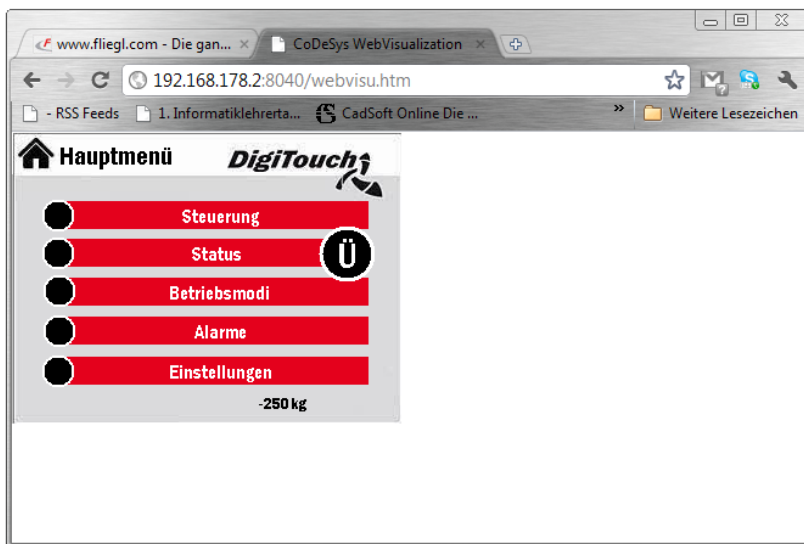 www.fliegl.com - Die gan...
CoDeSys WebVisualization
192.168.178.2:8040/webvisu.htm
- RSS Feeds
1. Informatiklehrerta...
CadSoft Online Die ...
»
Weitere Lesezeichen
Hauptmenü
DigiTouch
Steuerung
Status
Ü
Betriebsmodi
Alarme
Einstellungen
-250 kg